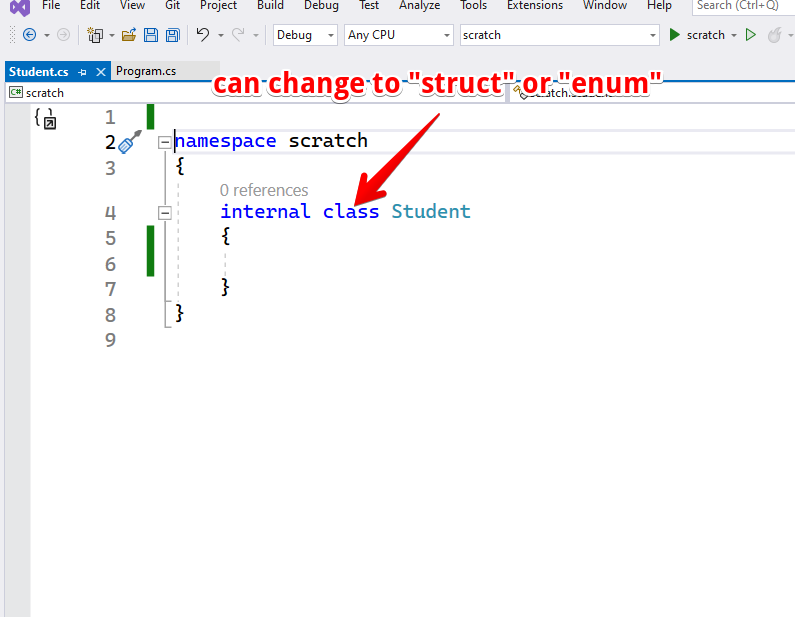 File Edit View Git Project Build Debug Test Analyze Tools Extensions Window Help Search (Ctrl+Q)
Debug Any CPU scratch scratch
Student.cs Program.cs
can change to "struct" or "enum"
scratch
1
2 namespace scratch
3 {
0 references
4 internal class Student
5 {
6
7 }
8 }
9